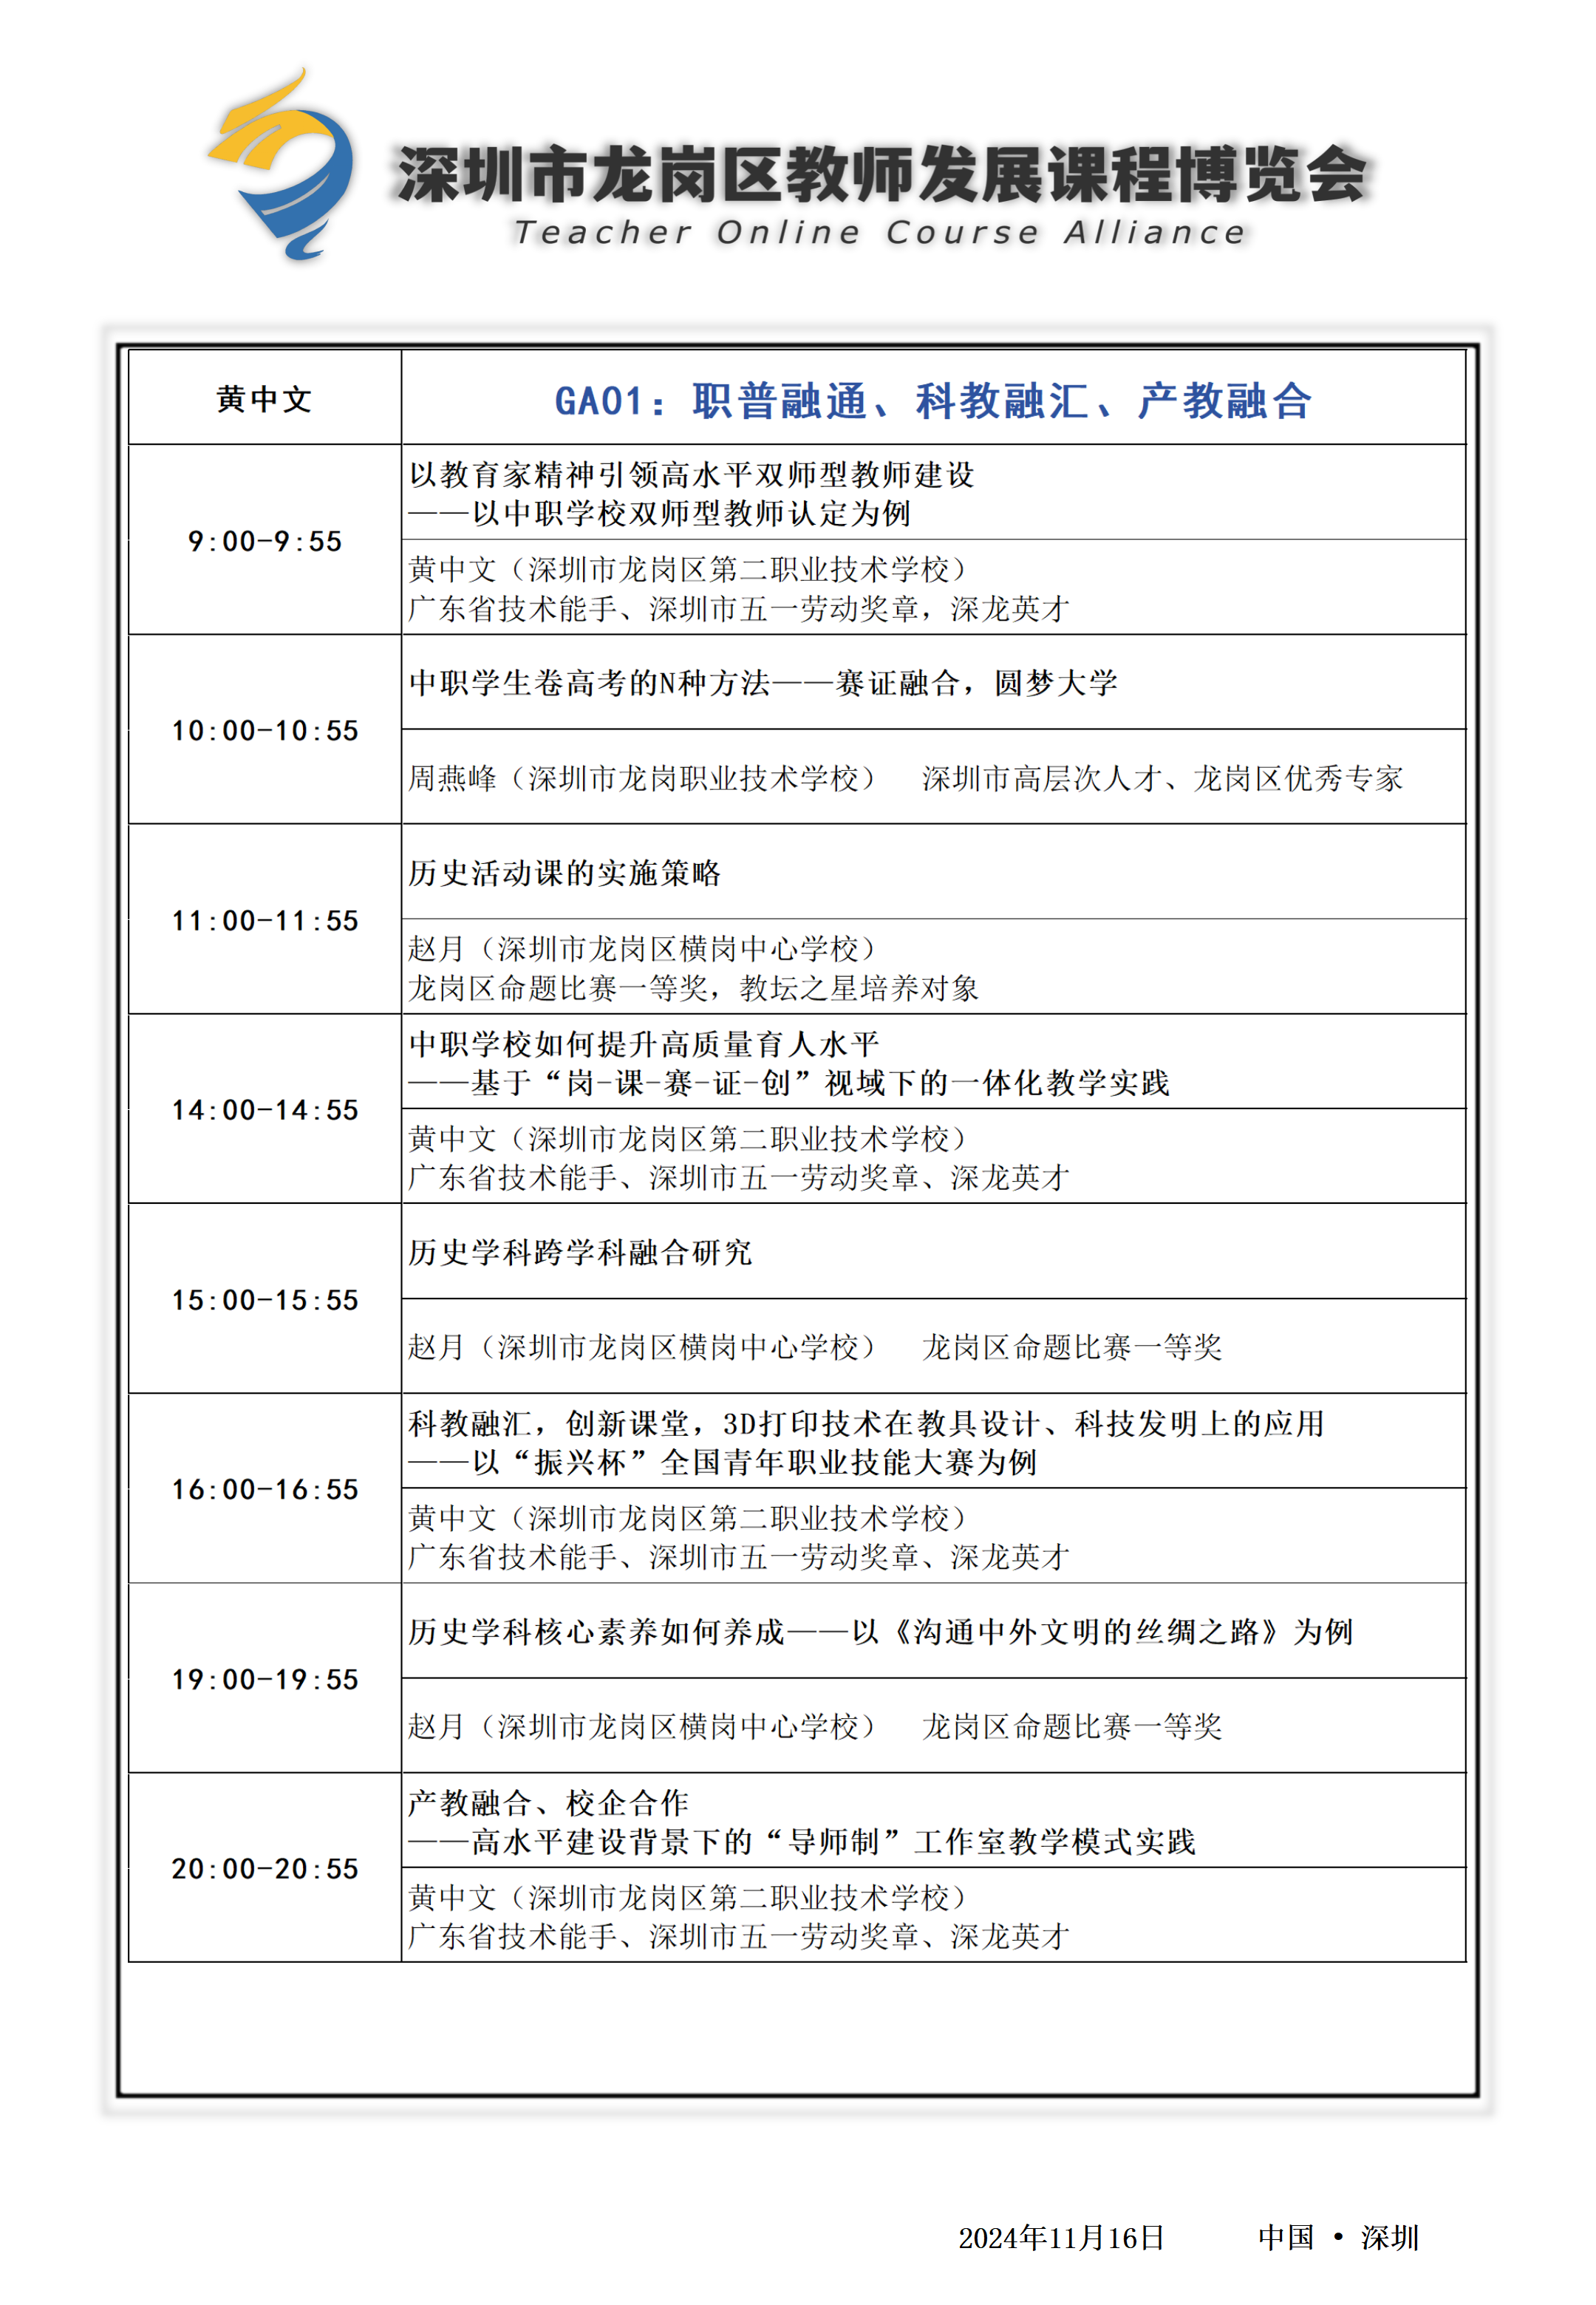 深圳市龙岗区教师发展课程博览会
Teacher Online Course Alliance
黄中文
GA01：职普融通、科教融汇、产教融合
9:00-9:55
以教育家精神引领高水平双师型教师建设
——以中职学校双师型教师认定为例
黄中文（深圳市龙岗区第二职业技术学校）
广东省技术能手、深圳市五一劳动奖章，深龙英才
10:00-10:55
中职学生卷高考的N种方法——赛证融合，圆梦大学
周燕峰（深圳市龙岗职业技术学校） 深圳市高层次人才、龙岗区优秀专家
11:00-11:55
历史活动课的实施策略
赵月（深圳市龙岗区横岗中心学校）
龙岗区命题比赛一等奖，教坛之星培养对象
14:00-14:55
中职学校如何提升高质量育人水平
——基于“岗-课-赛-证-创”视域下的一体化教学实践
黄中文（深圳市龙岗区第二职业技术学校）
广东省技术能手、深圳市五一劳动奖章、深龙英才
15:00-15:55
历史学科跨学科融合研究
赵月（深圳市龙岗区横岗中心学校） 龙岗区命题比赛一等奖
16:00-16:55
科教融汇，创新课堂，3D打印技术在教具设计、科技发明上的应用
——以“振兴杯”全国青年职业技能大赛为例
黄中文（深圳市龙岗区第二职业技术学校）
广东省技术能手、深圳市五一劳动奖章、深龙英才
19:00-19:55
历史学科核心素养如何养成——以《沟通中外文明的丝绸之路》为例
赵月（深圳市龙岗区横岗中心学校） 龙岗区命题比赛一等奖
20:00-20:55
产教融合、校企合作
——高水平建设背景下的“导师制”工作室教学模式实践
黄中文（深圳市龙岗区第二职业技术学校）
广东省技术能手、深圳市五一劳动奖章、深龙英才
2024年11月16日 中国 • 深圳